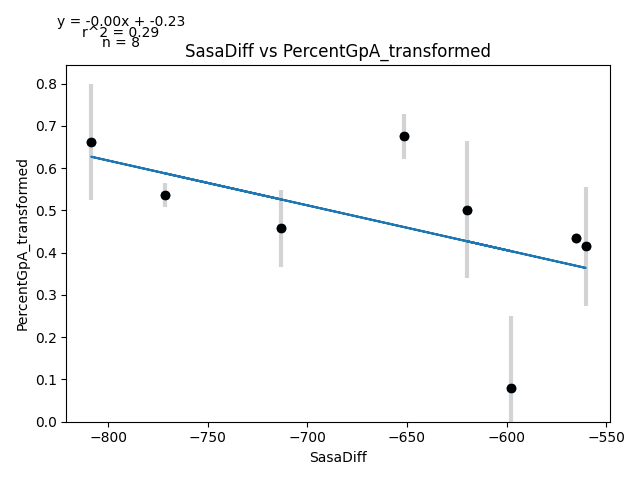 y = -0.00x + -0.23
r^2 = 0.29
n = 8
SasaDiff vs PercentGpA_transformed
0.8
0.7
0.6
0.5
0.4
0.3
0.2
0.1
0.0
PercentGpA_transformed
−800
−750
−700
−650
−600
−550
SasaDiff